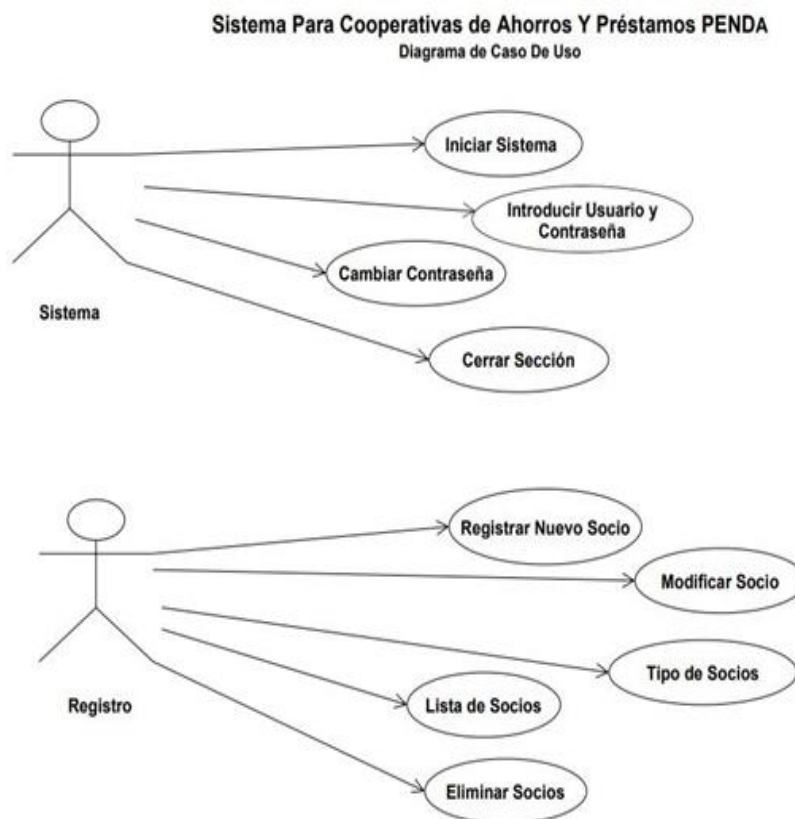 Sistema Para Cooperativas de Ahorros Y Préstamos PENDA
Diagrama de Caso De Uso
Iniciar Sistema
Introducir Usuario y
Contraseña
Cambiar Contraseña
Sistema
Cerrar Sección
Registrar Nuevo Socio
Modificar Socio
Tipo de Socios
Lista de Socios
Registro
Eliminar Socios